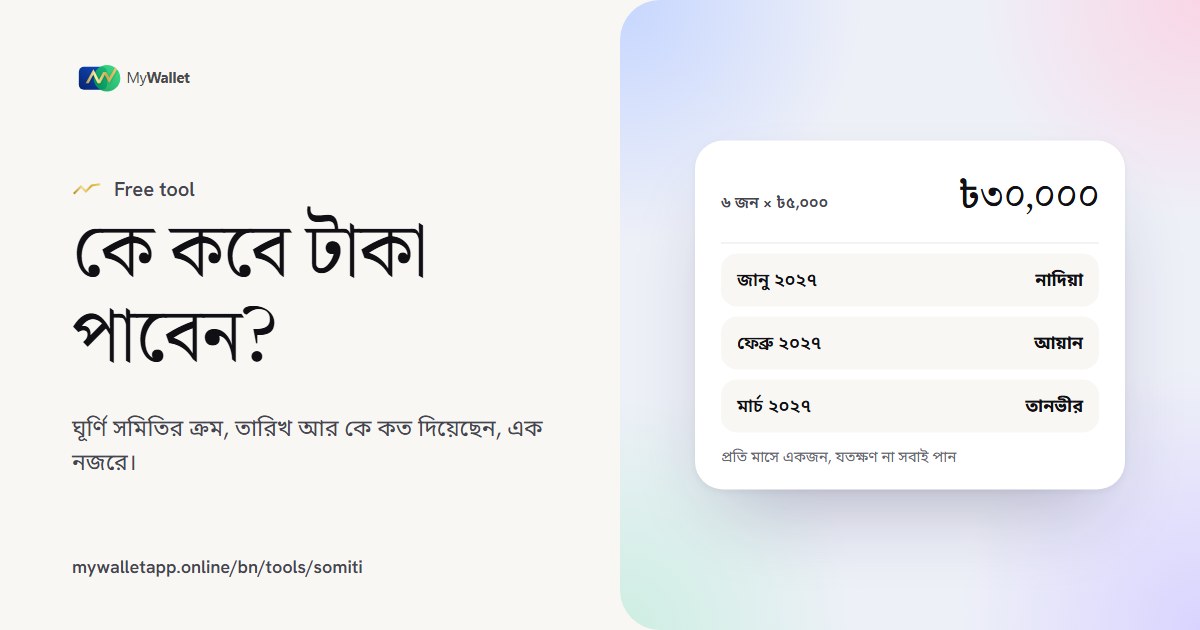 MyWallet
Free tool
কে কবে টাকা
পাবেন?
ঘূর্ণি সমিতির ক্রম, তারিখ আর কে কত দিয়েছেন, এক
নজরে।
mywalletapp.online/bn/tools/somiti
৬ জন × ৳৫,০০০ ৳৩০,০০০
জানু ২০২৭ নাদিয়া
ফেব্রু ২০২৭ আয়ান
মার্চ ২০২৭ তানভীর
প্রতি মাসে একজন, যতক্ষণ না সবাই পান